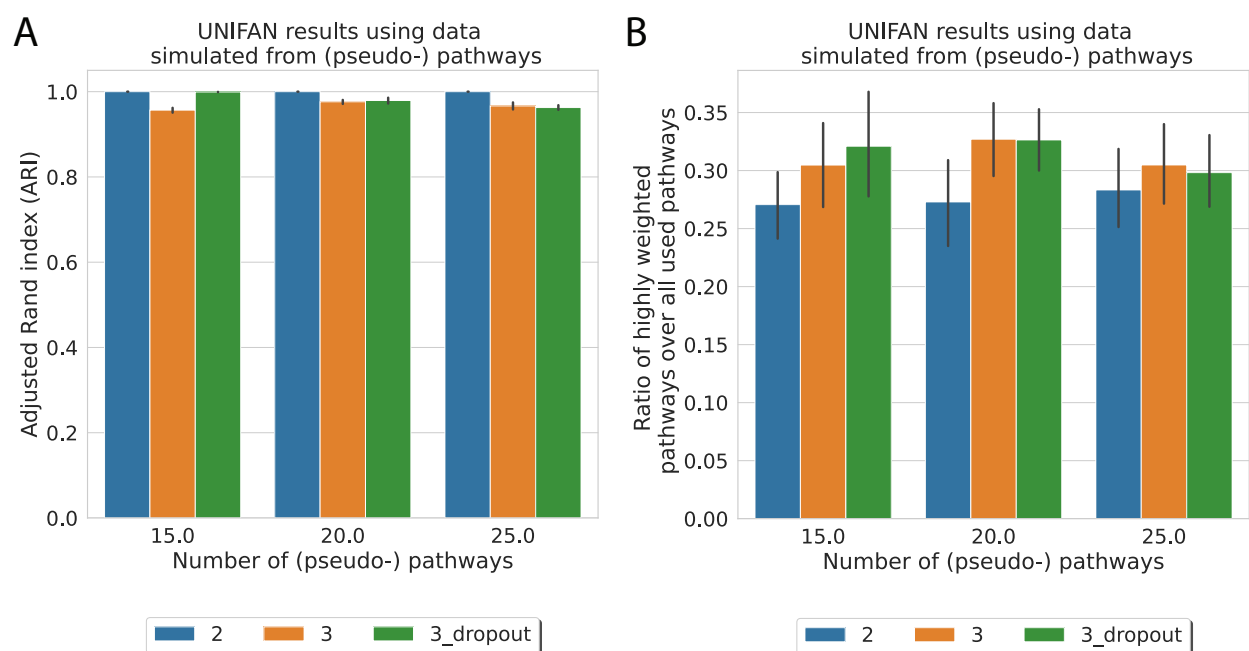 A
UNIFAN results using data
simulated from (pseudo-) pathways
Adjusted Rand index (ARI)
1.0
0.8
0.6
0.4
0.2
0.0
15.0 20.0 25.0
Number of (pseudo-) pathways
2 3 3_dropout
B
UNIFAN results using data
simulated from (pseudo-) pathways
Ratio of highly weighted
pathways over all used pathways
0.35
0.30
0.25
0.20
0.15
0.10
0.05
0.00
15.0 20.0 25.0
Number of (pseudo-) pathways
2 3 3_dropout